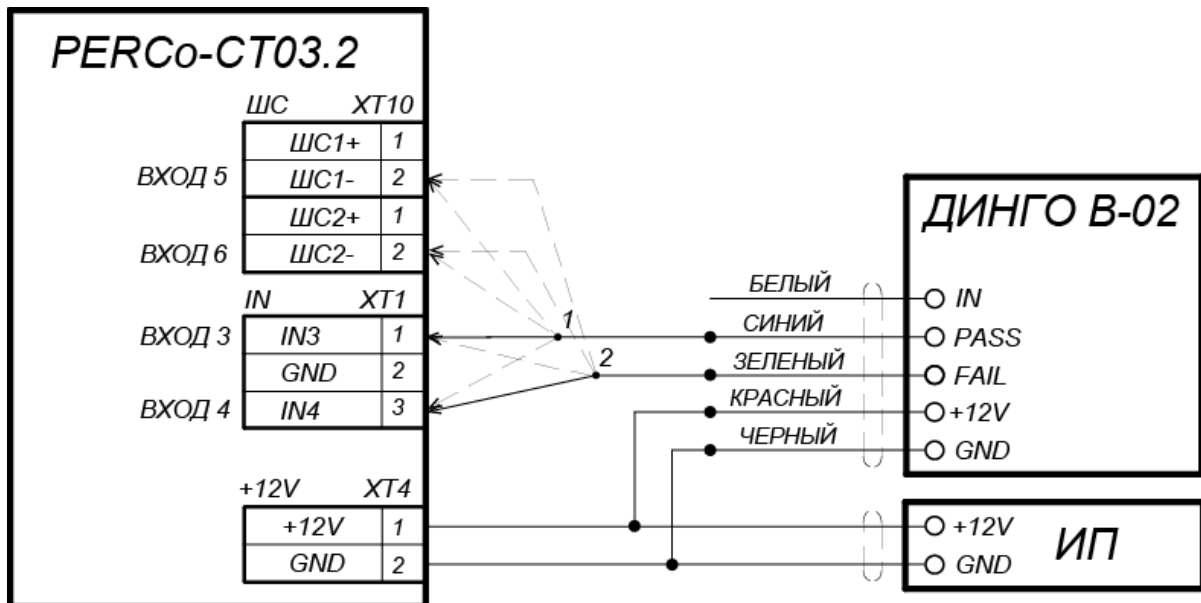 PERCo-CT03.2
ШС XT10
ШС1+ 1
ВХОД 5 ШС1- 2
ШС2+ 1
ВХОД 6 ШС2- 2
IN XT1
ВХОД 3 IN3 1
GND 2
ВХОД 4 IN4 3
+12V XT4
+12V 1
GND 2
1
2
БЕЛЫЙ
СИНИЙ
ЗЕЛЕНЫЙ
КРАСНЫЙ
ЧЕРНЫЙ
ДИНГО В-02
IN
PASS
FAIL
+12V
GND
+12V
GND
ИП